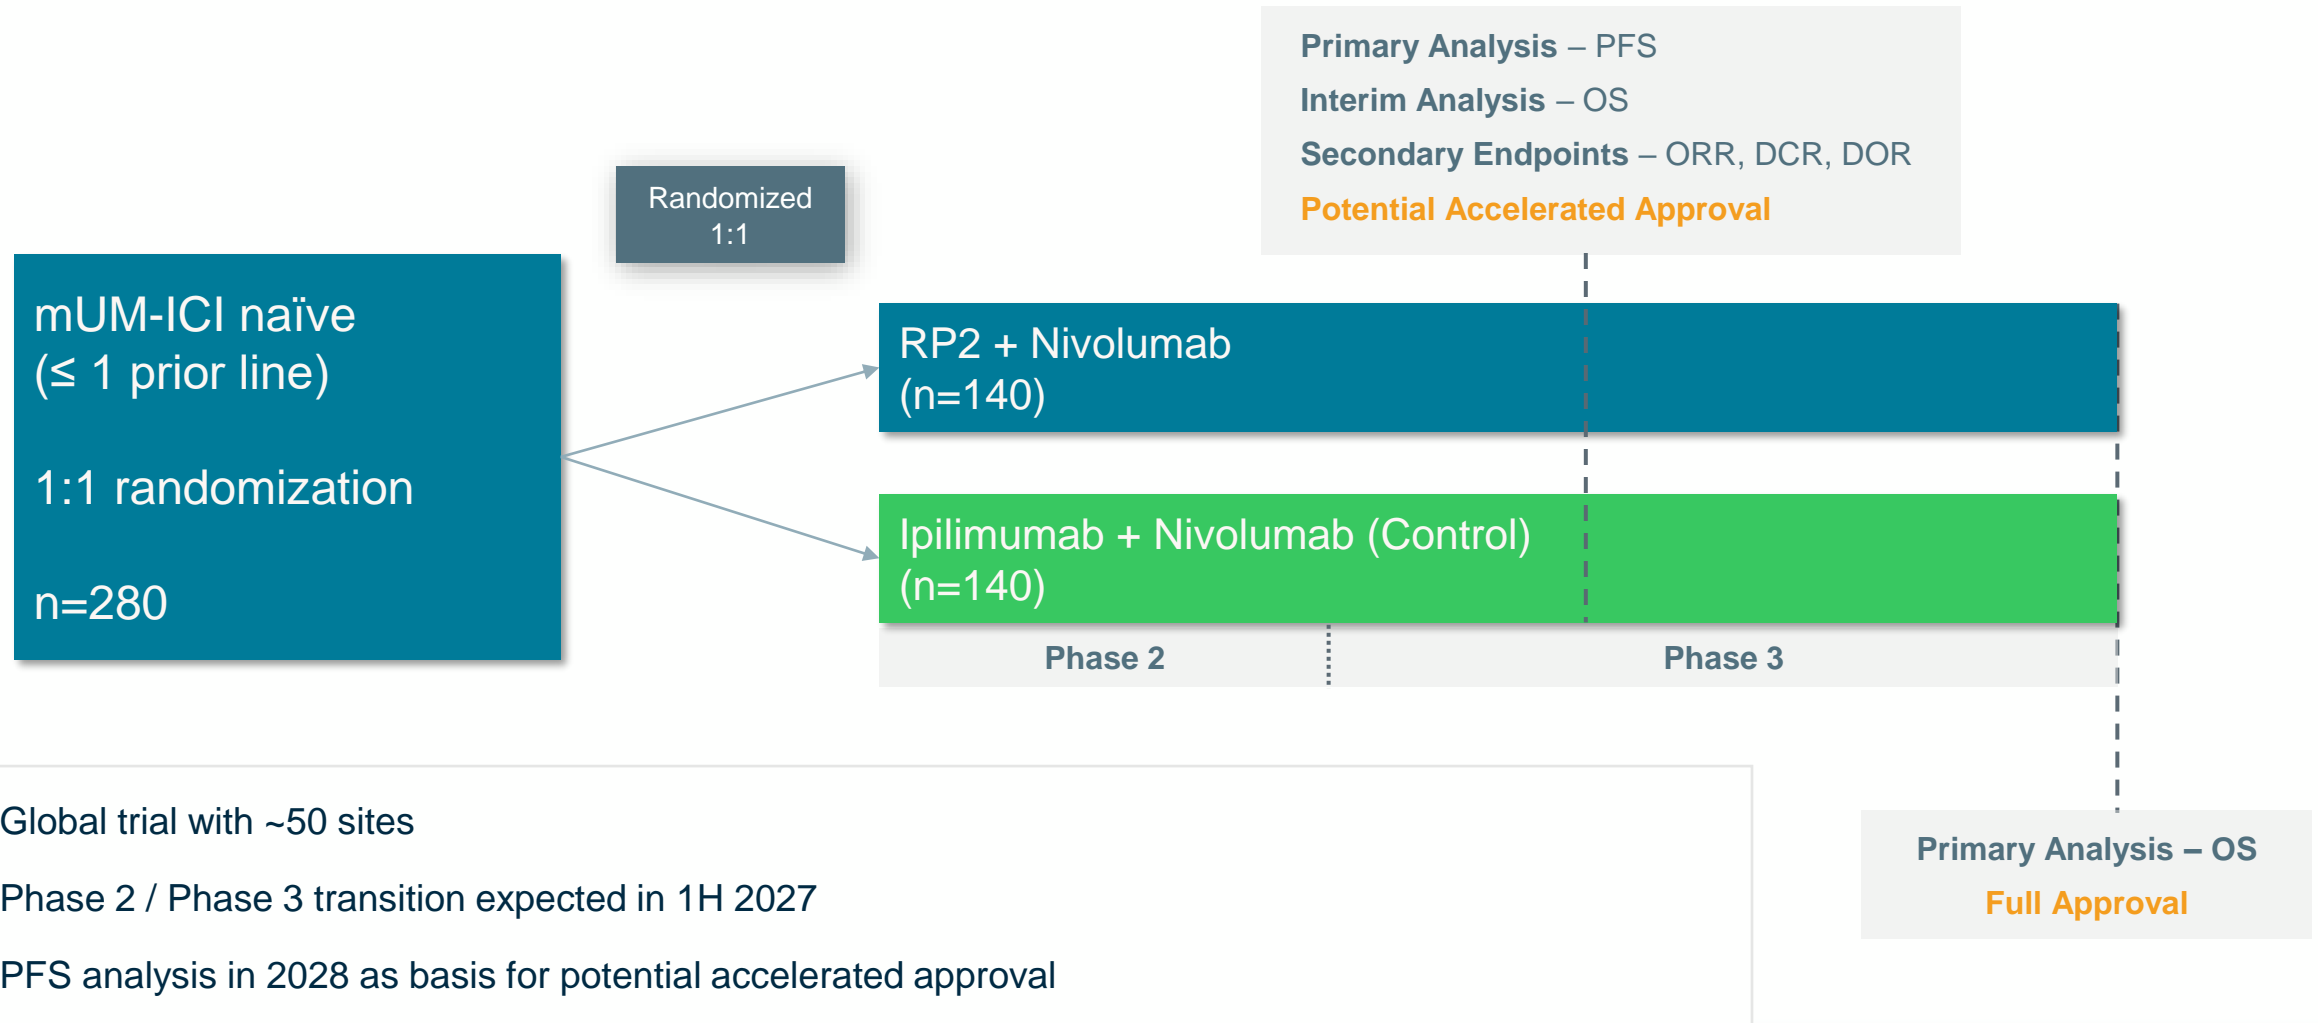 Primary Analysis – PFS
Interim Analysis – OS
Secondary Endpoints – ORR, DCR, DOR
Potential Accelerated Approval
Randomized
1:1
mUM-ICI naïve
(≤ 1 prior line)
1:1 randomization
n=280
RP2 + Nivolumab
(n=140)
Ipilimumab + Nivolumab (Control)
(n=140)
Phase 2
Phase 3
Global trial with ~50 sites
Phase 2 / Phase 3 transition expected in 1H 2027
PFS analysis in 2028 as basis for potential accelerated approval
Primary Analysis – OS
Full Approval